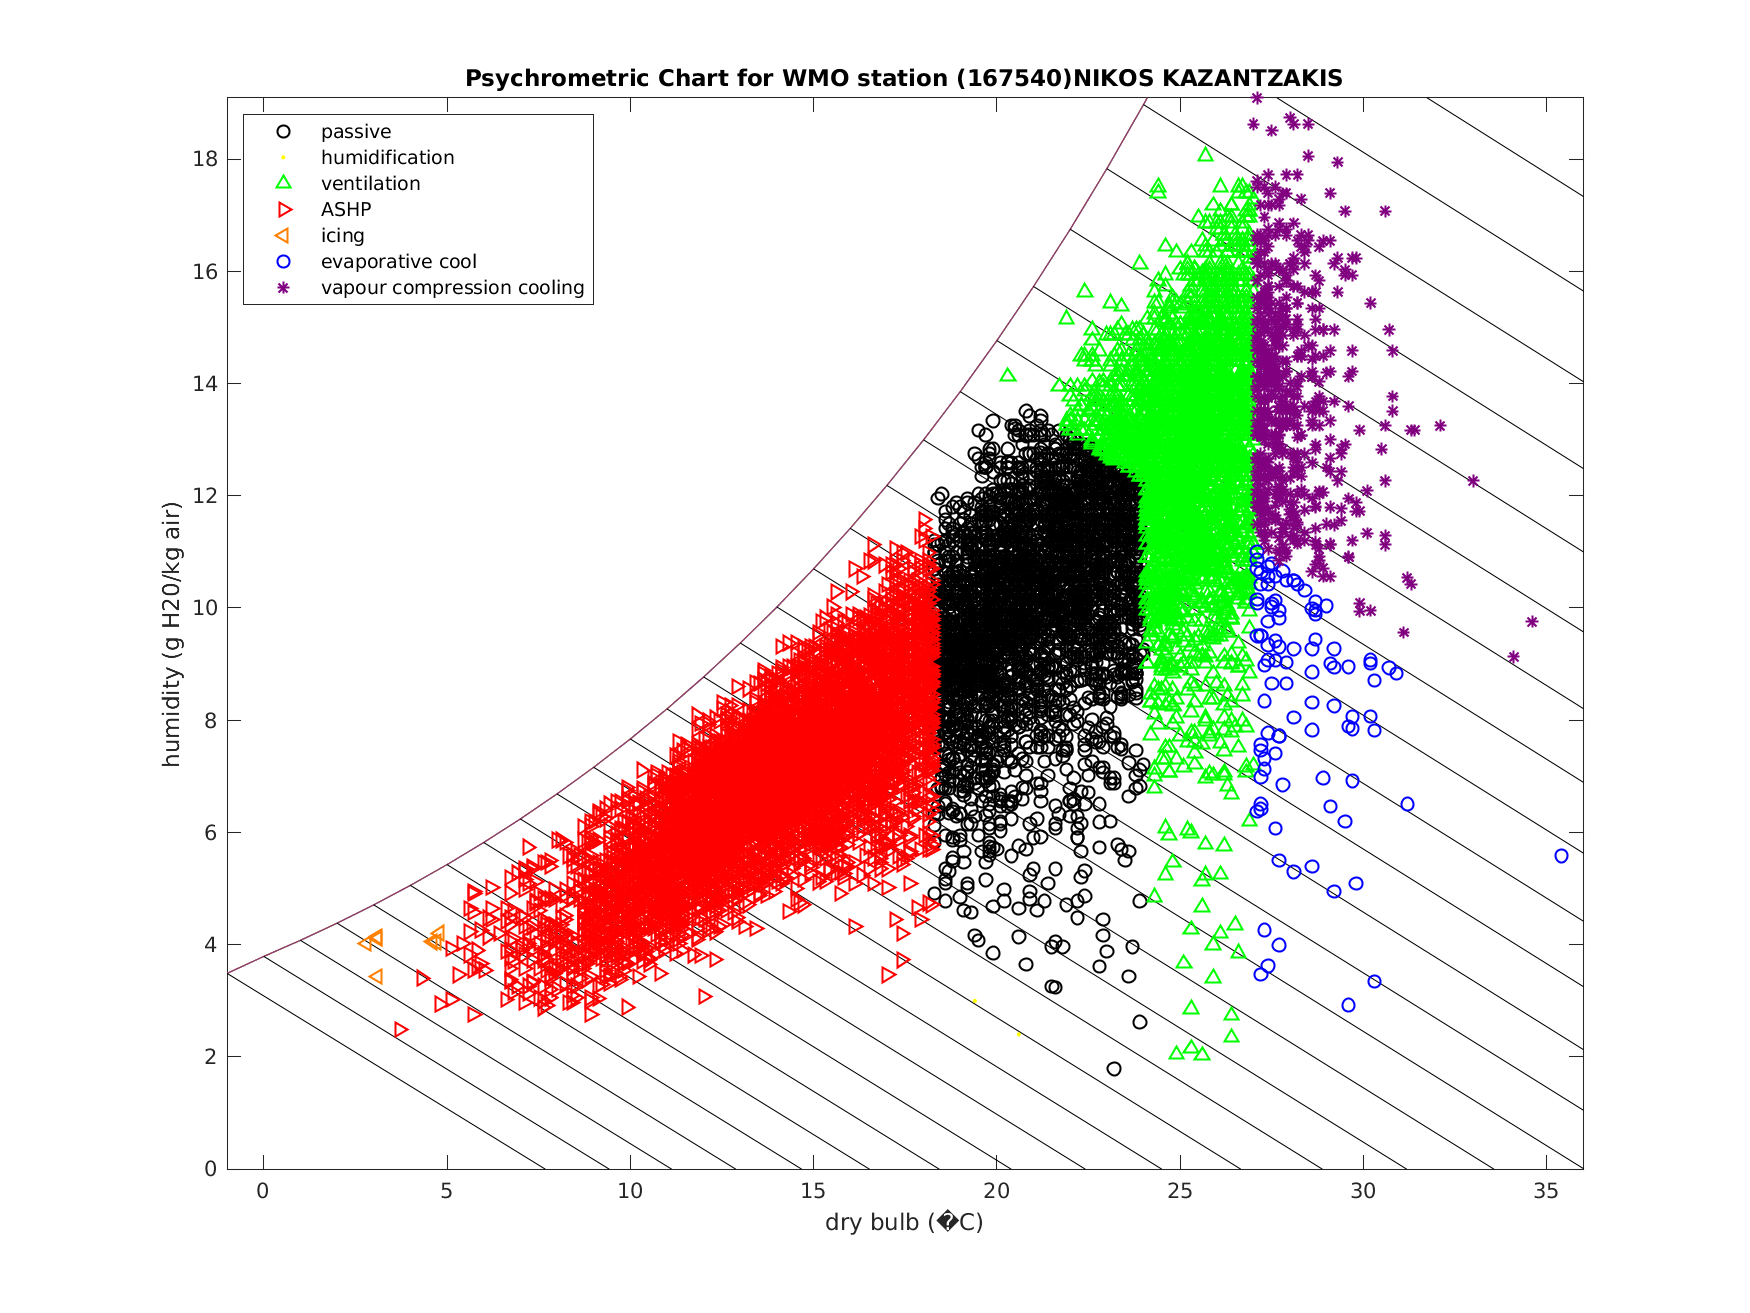 Psychrometric Chart for WMO station (167540)NIKOS KAZANTZAKIS
passive
humidification
ventilation
ASHP
icing
evaporative cool
vapour compression cooling
humidity (g H20/kg air)
18
16
14
12
10
8
6
4
2
0
0 5 10 15 20 25 30 35
dry bulb (�C)